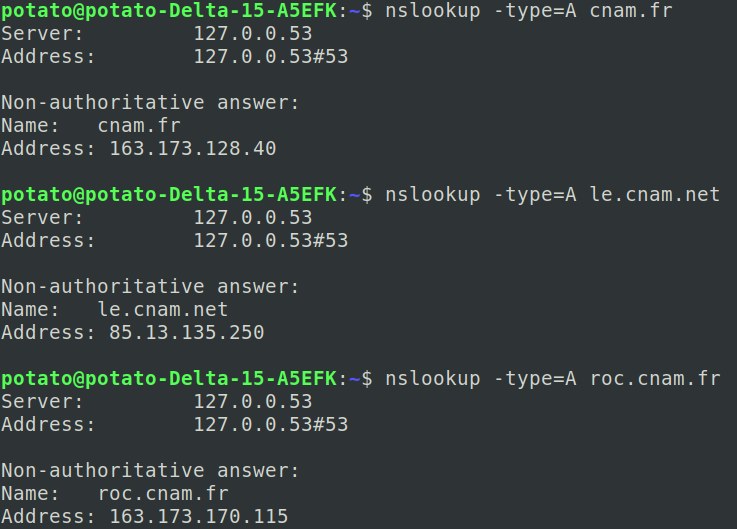 potato@potato-Delta-15-A5EFK:~$ nslookup -type=A cnam.fr
Server:         127.0.0.53
Address:        127.0.0.53#53

Non-authoritative answer:
Name:   cnam.fr
Address: 163.173.128.40

potato@potato-Delta-15-A5EFK:~$ nslookup -type=A le.cnam.net
Server:         127.0.0.53
Address:        127.0.0.53#53

Non-authoritative answer:
Name:   le.cnam.net
Address: 85.13.135.250

potato@potato-Delta-15-A5EFK:~$ nslookup -type=A roc.cnam.fr
Server:         127.0.0.53
Address:        127.0.0.53#53

Non-authoritative answer:
Name:   roc.cnam.fr
Address: 163.173.170.115